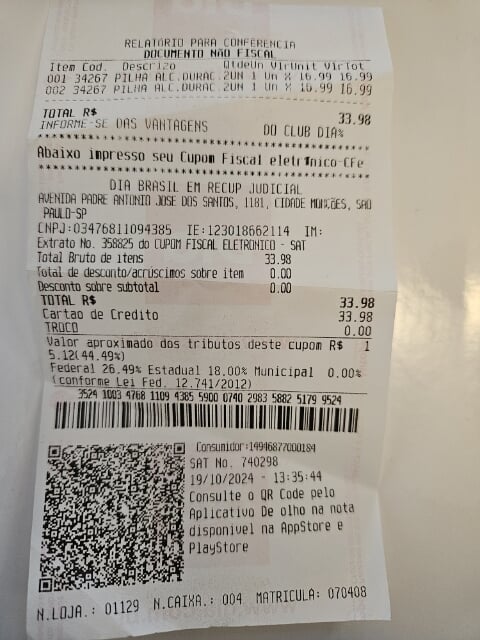 RELATORIO PARA CONFERENCIA
DOCUMENTO NÃO FISCAL
Item Cod. Descrizo QtdeUn VlrUnit VlrTot
001 34267 PILHA ALC.DURAC.2UN 1 Un X 16.99 16.99
002 34267 PILHA ALC.DURAC.2UN 1 Un X 16.99 16.99
TOTAL R$ 33.98
INFORME-SE DAS VANTAGENS DO CLUB DIA%
Abaixo impresso seu Cupom Fiscal eletrônico-CFe
DIA BRASIL EM RECUP JUDICIAL
AVENIDA PADRE ANTONIO JOSE DOS SANTOS, 1181, CIDADE MONÇÕES, SAO
PAULO-SP
CNPJ:03476811094385 IE:123018662114 IM:
Extrato No. 358825 do CUPOM FISCAL ELETRONICO - SAT
Total Bruto de itens 33.98
Total de desconto/acrúscimos sobre item 0.00
Desconto sobre subtotal 0.00
TOTAL R$ 33.98
Cartao de Credito 33.98
TROCO 0.00
Valor aproximado dos tributos deste cupom R$ 1
5.12(44.49%)
Federal 26.49% Estadual 18.00% Municipal 0.00%
(conforme Lei Fed. 12.741/2012)
3524 1003 4768 1109 4385 5900 0740 2983 5882 5179 9524
Consumidor:14946877000184
SAT No. 740298
19/10/2024 - 13:35:44
Consulte o QR Code pelo
Aplicativo De olho na nota
disponivel na AppStore e
PlayStore
N.LOJA.: 01129 N.CAIXA.: 004 MATRICULA: 070408